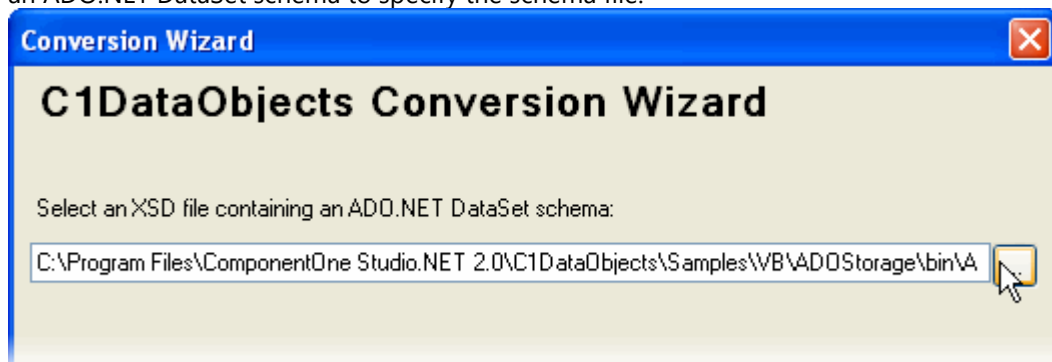 an ADO.NET DataSet schema to specify the schema file.
Conversion Wizard
C1DataObjects Conversion Wizard
Select an XSD file containing an ADO.NET DataSet schema:
C:\Program Files\ComponentOne Studio.NET 2.0\C1DataObjects\Samples\VB\ADOStorage\bin\A
...